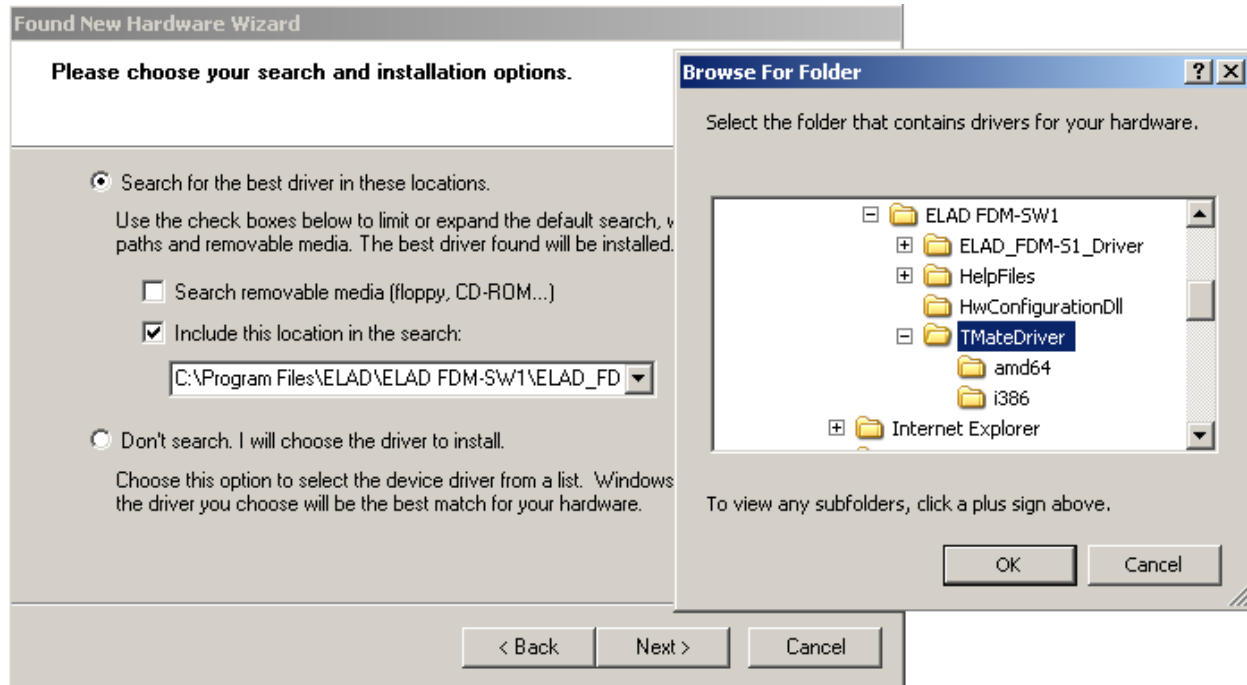 Found New Hardware Wizard
Please choose your search and installation options.
Search for the best driver in these locations.
Use the check boxes below to limit or expand the default search,
paths and removable media. The best driver found will be installed.
Search removable media (floppy, CD-ROM...)
Include this location in the search:
C:\Program Files\ELAD\ELAD FDM-SW1\ELAD_FD
Don't search. I will choose the driver to install.
Choose this option to select the device driver from a list. Windows
the driver you choose will be the best match for your hardware.
< Back
Next >
Cancel
Browse For Folder
Select the folder that contains drivers for your hardware.
ELAD FDM-SW1
ELAD_FDM-S1_Driver
HelpFiles
HwConfigurationDll
TMateDriver
amd64
i386
Internet Explorer
To view any subfolders, click a plus sign above.
OK
Cancel